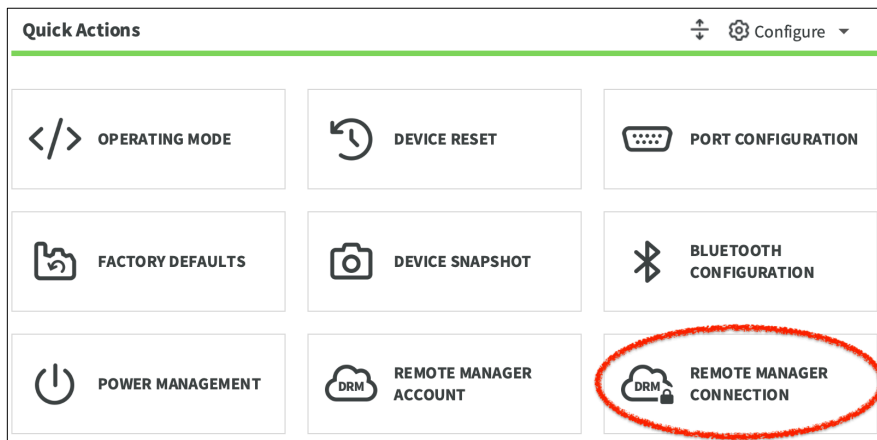 Quick Actions
Configure
OPERATING MODE
DEVICE RESET
PORT CONFIGURATION
FACTORY DEFAULTS
DEVICE SNAPSHOT
BLUETOOTH
CONFIGURATION
POWER MANAGEMENT
DRM
REMOTE MANAGER
ACCOUNT
DRM
REMOTE MANAGER
CONNECTION